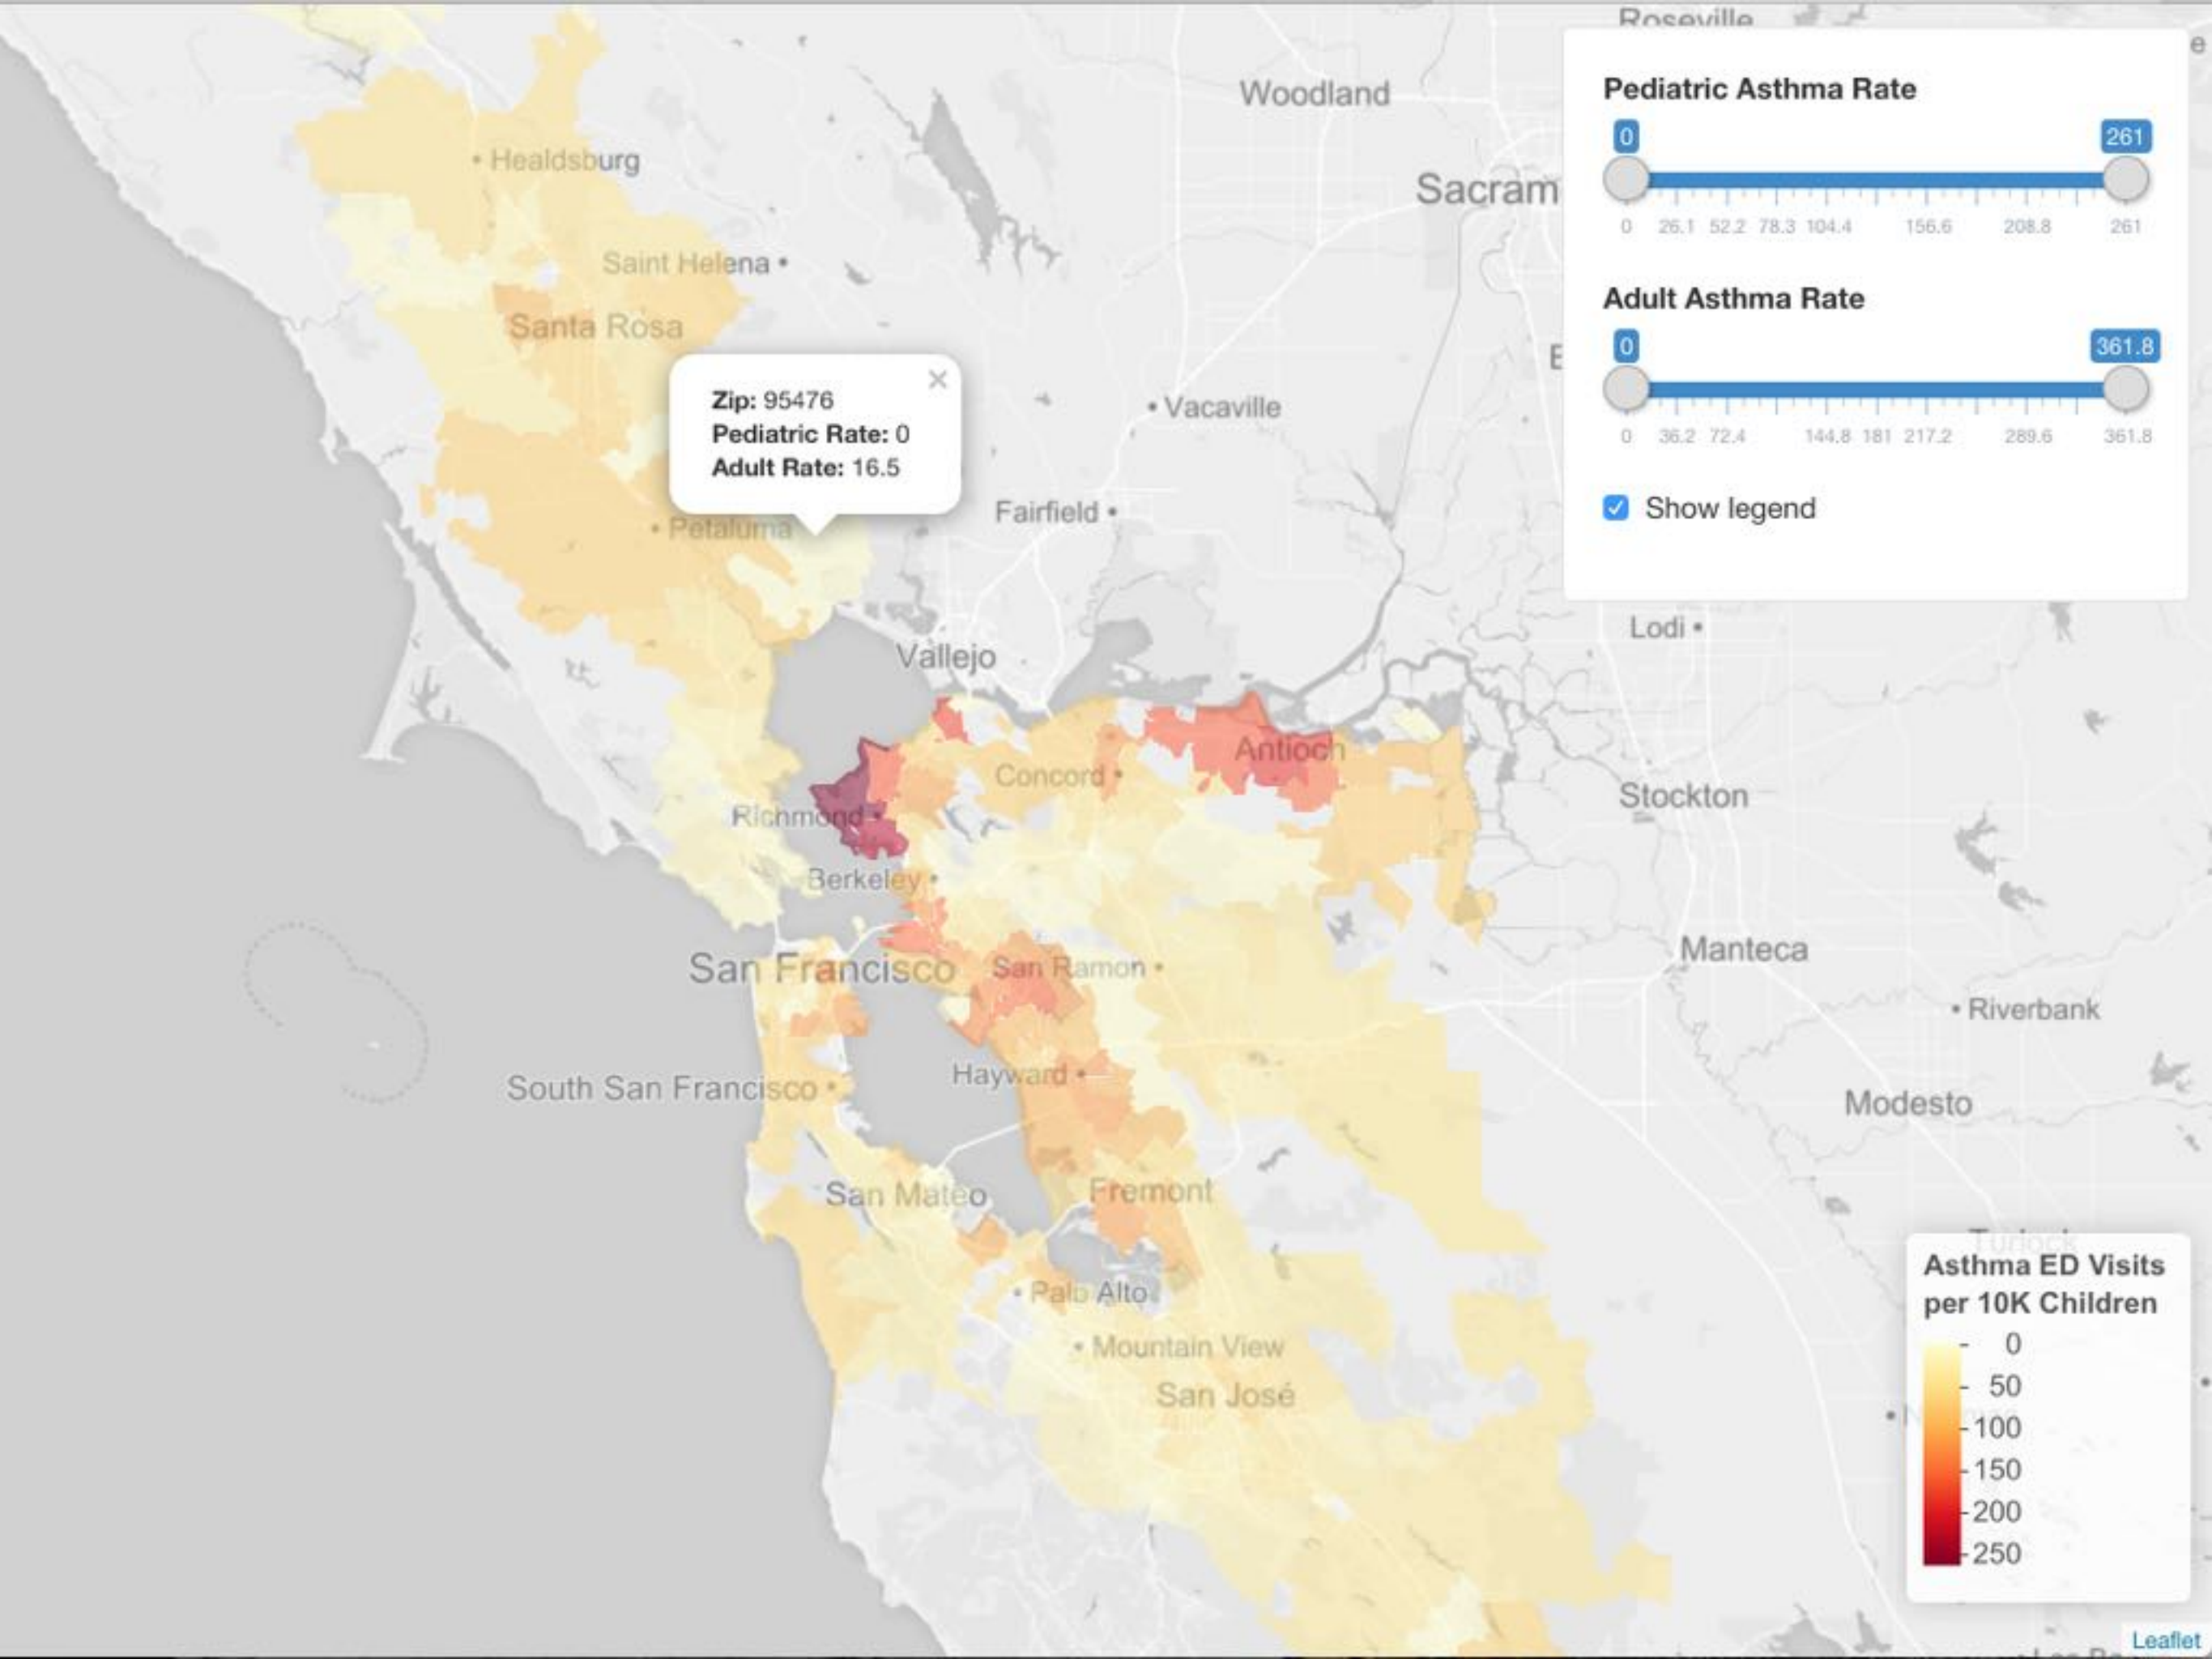 Roseville
Woodland
Sacram
Healdsburg
Saint Helena
Santa Rosa
Zip: 95476
Pediatric Rate: 0
Adult Rate: 16.5
×
Vacaville
Petaluma
Fairfield
Vallejo
Lodi
Antioch
Concord
Stockton
Richmond
Berkeley
Manteca
San Francisco
San Ramon
Riverbank
Hayward
South San Francisco
Modesto
San Mateo
Fremont
Palo Alto
Mountain View
San José
Pediatric Asthma Rate
0 261
0 26.1 52.2 78.3 104.4 156.6 208.8 261
Adult Asthma Rate
0 361.8
0 36.2 72.4 144.8 181 217.2 289.6 361.8
Show legend
Turlock
Asthma ED Visits
per 10K Children
0
50
100
150
200
250
Leaflet